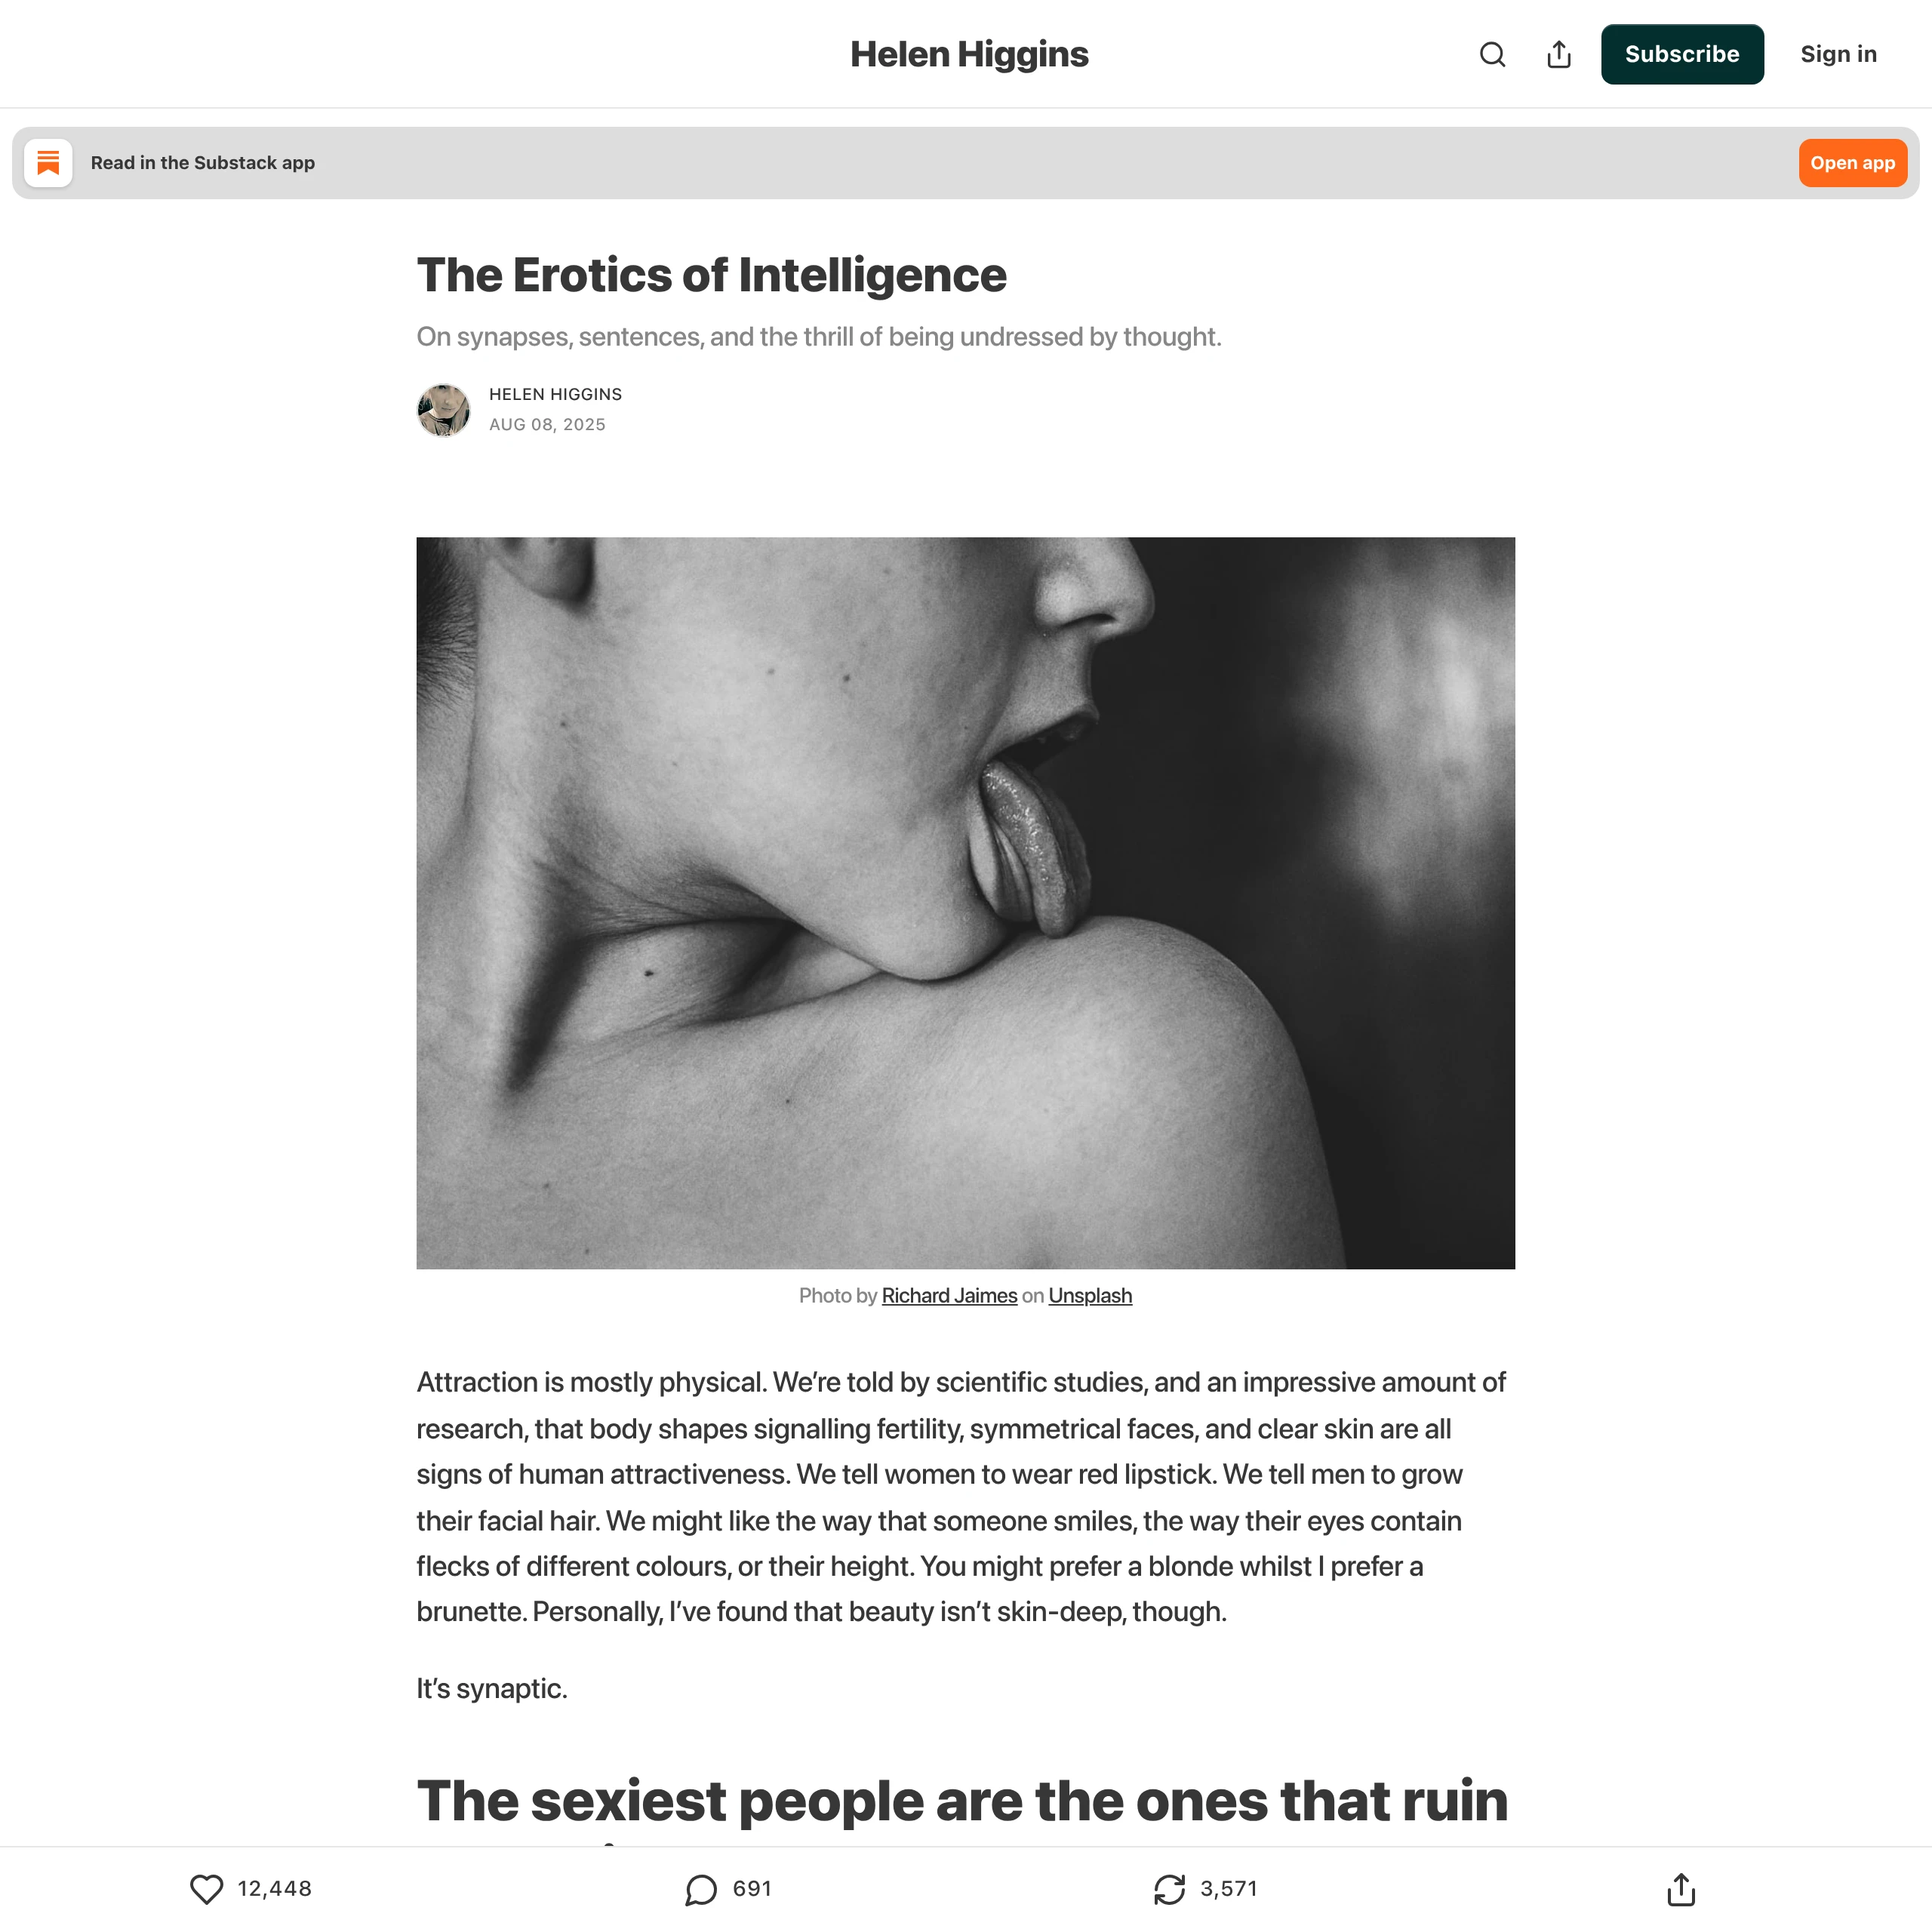 Helen Higgins
Subscribe
Sign in
Read in the Substack app
Open app
The Erotics of Intelligence
On synapses, sentences, and the thrill of being undressed by thought.
HELEN HIGGINS
AUG 08, 2025
Photo by Richard Jaimes on Unsplash
Attraction is mostly physical. We’re told by scientific studies, and an impressive amount of
research, that body shapes signalling fertility, symmetrical faces, and clear skin are all
signs of human attractiveness. We tell women to wear red lipstick. We tell men to grow
their facial hair. We might like the way that someone smiles, the way their eyes contain
flecks of different colours, or their height. You might prefer a blonde whilst I prefer a
brunette. Personally, I’ve found that beauty isn’t skin-deep, though.
It’s synaptic.
The sexiest people are the ones that ruin
12,448
691
3,571